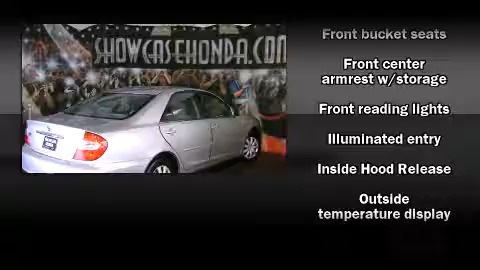 SHOWCASEHONDA.COM
Front bucket seats
Front center
armrest w/storage
Front reading lights
Illuminated entry
Inside Hood Release
Outside
temperature display